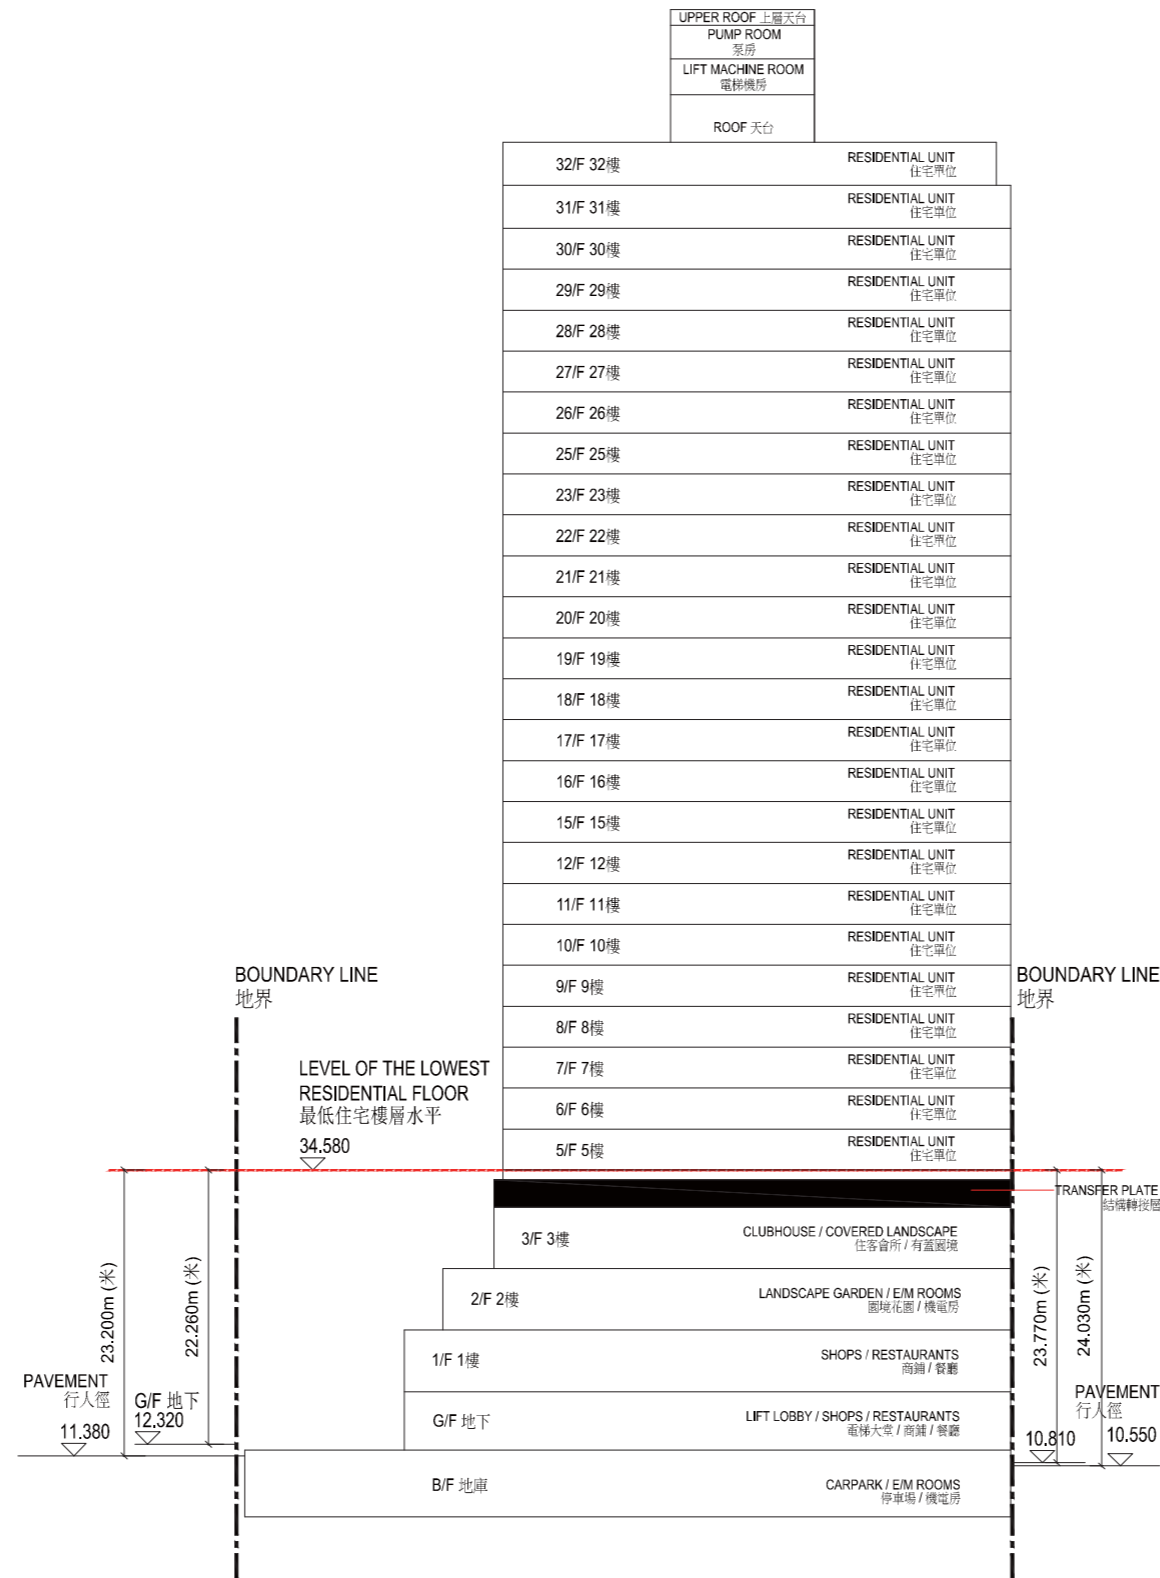 UPPER ROOF 上層天台
PUMP ROOM
泵房
LIFT MACHINE ROOM
電梯機房
ROOF 天台
32/F 32樓
RESIDENTIAL UNIT
住宅單位
31/F 31樓
RESIDENTIAL UNIT
住宅單位
30/F 30樓
RESIDENTIAL UNIT
住宅單位
29/F 29樓
RESIDENTIAL UNIT
住宅單位
28/F 28樓
RESIDENTIAL UNIT
住宅單位
27/F 27樓
RESIDENTIAL UNIT
住宅單位
26/F 26樓
RESIDENTIAL UNIT
住宅單位
25/F 25樓
RESIDENTIAL UNIT
住宅單位
23/F 23樓
RESIDENTIAL UNIT
住宅單位
22/F 22樓
RESIDENTIAL UNIT
住宅單位
21/F 21樓
RESIDENTIAL UNIT
住宅單位
20/F 20樓
RESIDENTIAL UNIT
住宅單位
19/F 19樓
RESIDENTIAL UNIT
住宅單位
18/F 18樓
RESIDENTIAL UNIT
住宅單位
17/F 17樓
RESIDENTIAL UNIT
住宅單位
16/F 16樓
RESIDENTIAL UNIT
住宅單位
15/F 15樓
RESIDENTIAL UNIT
住宅單位
12/F 12樓
RESIDENTIAL UNIT
住宅單位
11/F 11樓
RESIDENTIAL UNIT
住宅單位
10/F 10樓
RESIDENTIAL UNIT
住宅單位
9/F 9樓
RESIDENTIAL UNIT
住宅單位
8/F 8樓
RESIDENTIAL UNIT
住宅單位
7/F 7樓
RESIDENTIAL UNIT
住宅單位
6/F 6樓
RESIDENTIAL UNIT
住宅單位
5/F 5樓
RESIDENTIAL UNIT
住宅單位
BOUNDARY LINE
地界
BOUNDARY LINE
地界
LEVEL OF THE LOWEST
RESIDENTIAL FLOOR
最低住宅樓層水平
34.580
TRANSFER PLATE
結構轉接層
3/F 3樓
CLUBHOUSE / COVERED LANDSCAPE
住客會所 / 有蓋園境
2/F 2樓
LANDSCAPE GARDEN / E/M ROOMS
園境花園 / 機電房
1/F 1樓
SHOPS / RESTAURANTS
商鋪 / 餐廳
G/F 地下
LIFT LOBBY / SHOPS / RESTAURANTS
電梯大堂 / 商鋪 / 餐廳
B/F 地庫
CARPARK / E/M ROOMS
停車場 / 機電房
23.200m (米)
22.260m (米)
23.770m (米)
24.030m (米)
PAVEMENT
行人徑
11.380
G/F 地下
12.320
10.810
PAVEMENT
行人徑
10.550